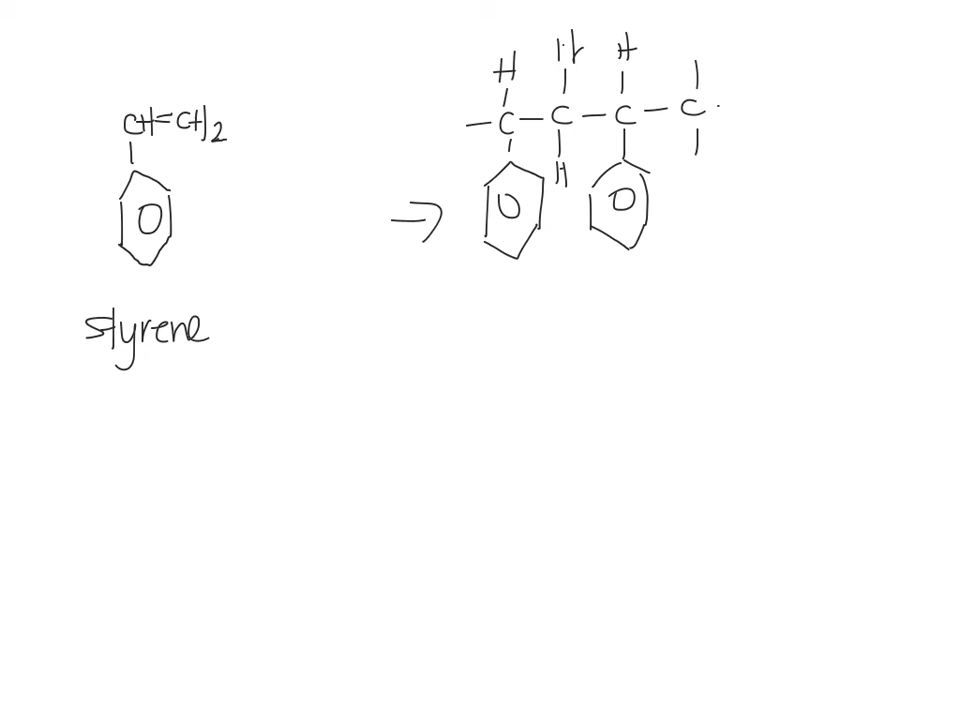 H H H
CH=CH2
— C — C — C — C
H
→
styrene